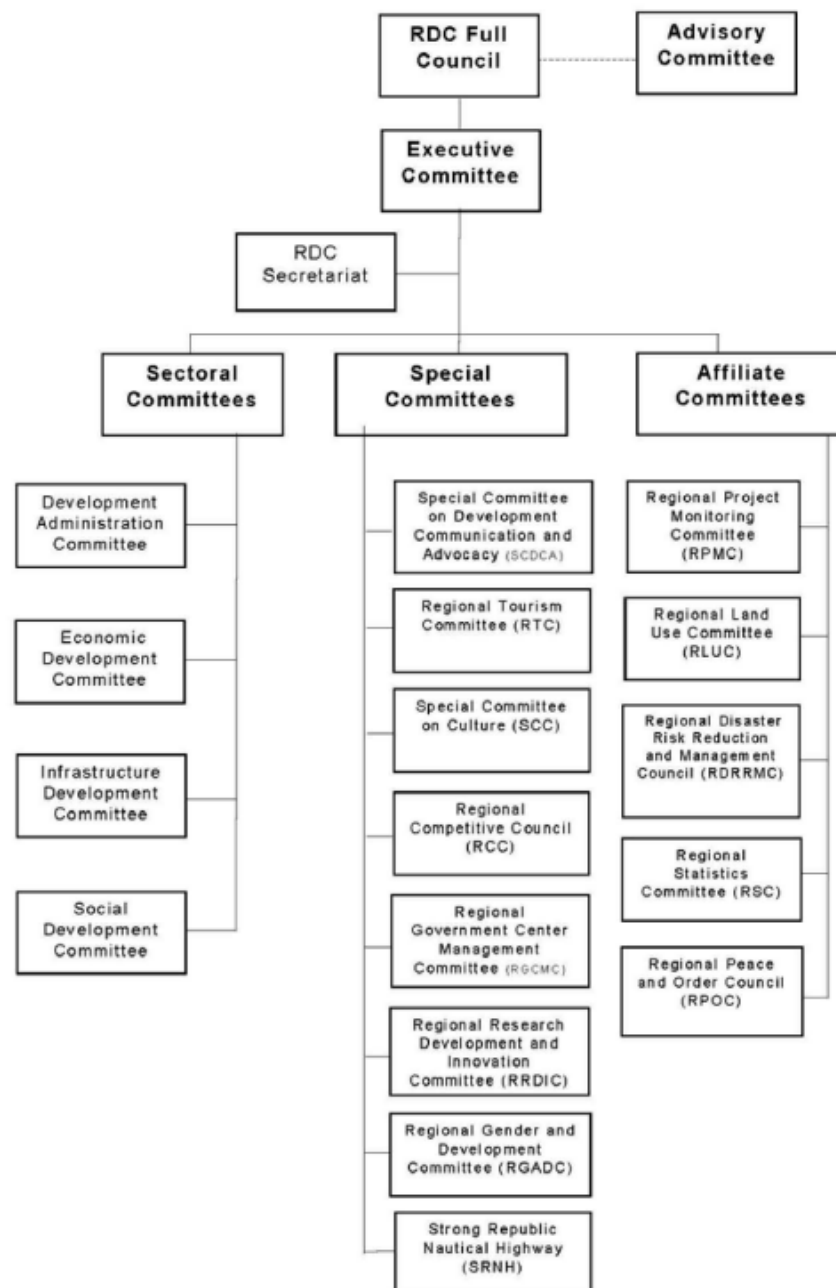 RDC Full
Council
Advisory
Committee
Executive
Committee
RDC
Secretariat
Sectoral
Committees
Special
Committees
Affiliate
Committees
Development
Administration
Committee
Economic
Development
Committee
Infrastructure
Development
Committee
Social
Development
Committee
Special Committee
on Development
Communication and
Advocacy (SCDCA)
Regional Tourism
Committee (RTC)
Special Committee
on Culture (SCC)
Regional
Competitive Council
(RCC)
Regional
Government Center
Management
Committee (RGCMC)
Regional Research
Development and
Innovation
Committee (RRDIC)
Regional Gender and
Development
Committee (RGADC)
Strong Republic
Nautical Highway
(SRNH)
Regional Project
Monitoring
Committee
(RPMC)
Regional Land
Use Committee
(RLUC)
Regional Disaster
Risk Reduction
and Management
Council (RDRRMC)
Regional
Statistics
Committee (RSC)
Regional Peace
and Order Council
(RPOC)